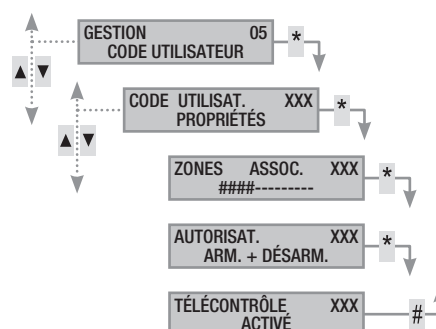 GESTION 05
CODE UTILISATEUR
*
▲ ▼
CODE UTILISAT. XXX
PROPRIÉTÉS
*
▲ ▼
ZONES ASSOC. XXX
####---------
*
AUTORISAT. XXX
ARM. + DÉSARM.
*
TÉLÉCONTRÔLE XXX
ACTIVÉ
#